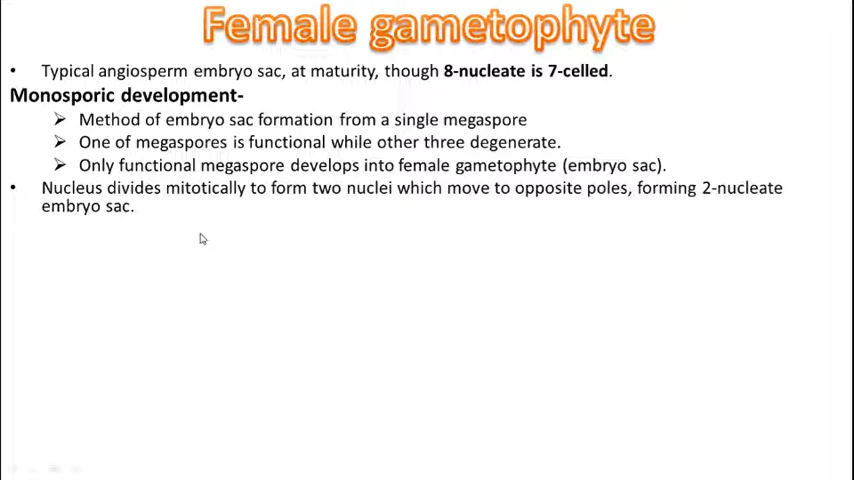 Female gametophyte
• Typical angiosperm embryo sac, at maturity, though 8-nucleate is 7-celled.
Monosporic development-
➢ Method of embryo sac formation from a single megaspore
➢ One of megaspores is functional while other three degenerate.
➢ Only functional megaspore develops into female gametophyte (embryo sac).
• Nucleus divides mitotically to form two nuclei which move to opposite poles, forming 2-nucleate
embryo sac.